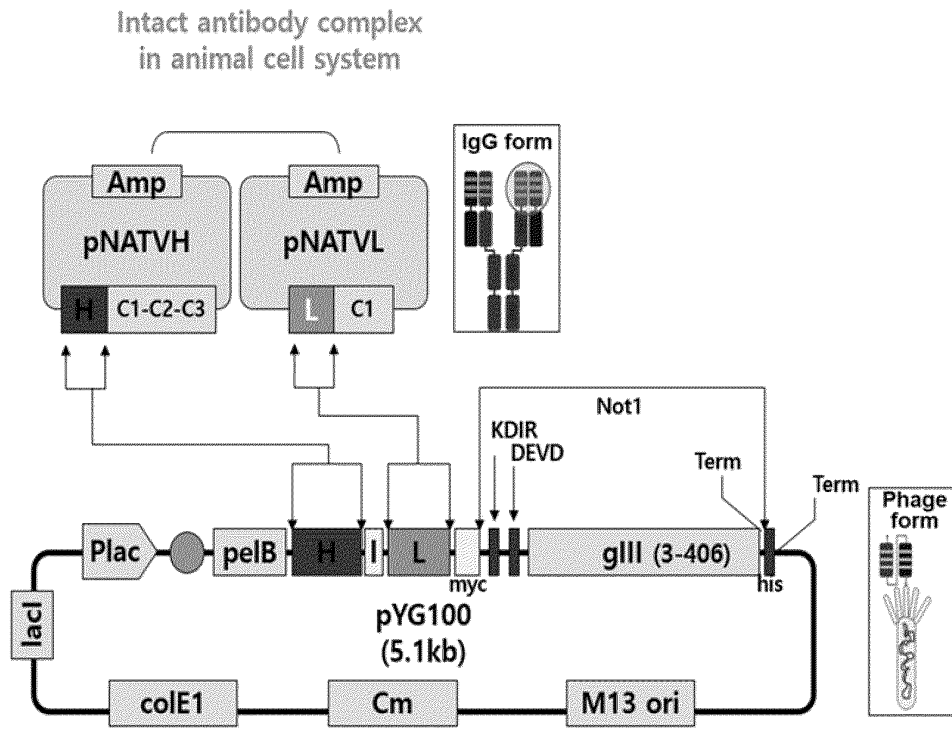 Intact antibody complex
in animal cell system
IgG form
Amp
Amp
pNATVH
pNATVL
H
C1-C2-C3
L
C1
Not1
KDIR
DEVD
Term
Term
Phage
form
Plac
pelB
H
I
L
myc
gIII (3-406)
his
pYG100
(5.1kb)
lacI
colE1
Cm
M13 ori